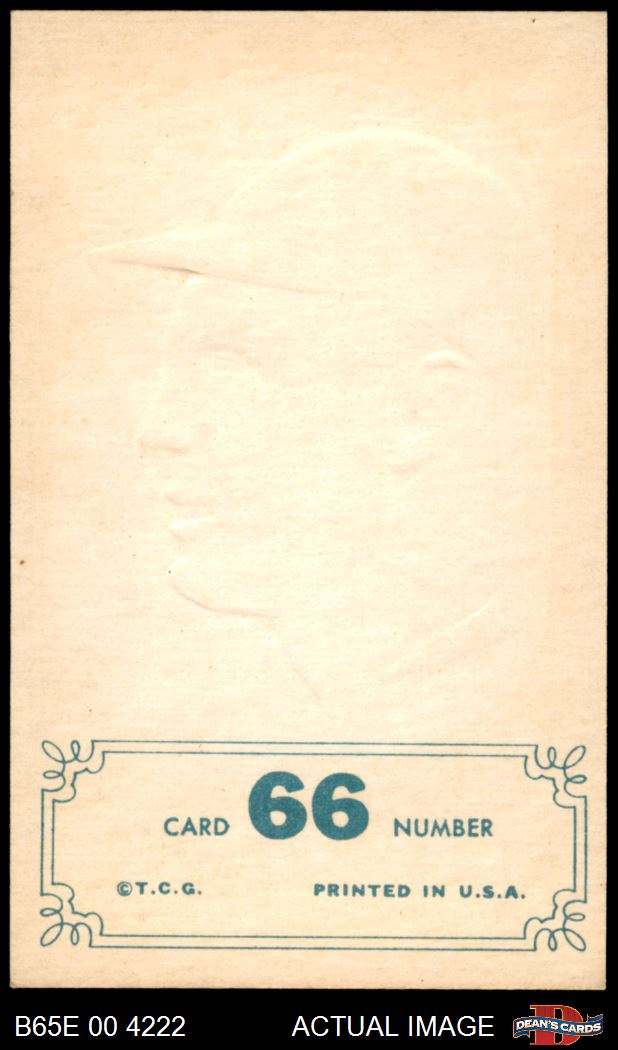 CARD 66 NUMBER
©T.C.G. PRINTED IN U.S.A.
B65E 00 4222 ACTUAL IMAGE DEAN'S CARDS